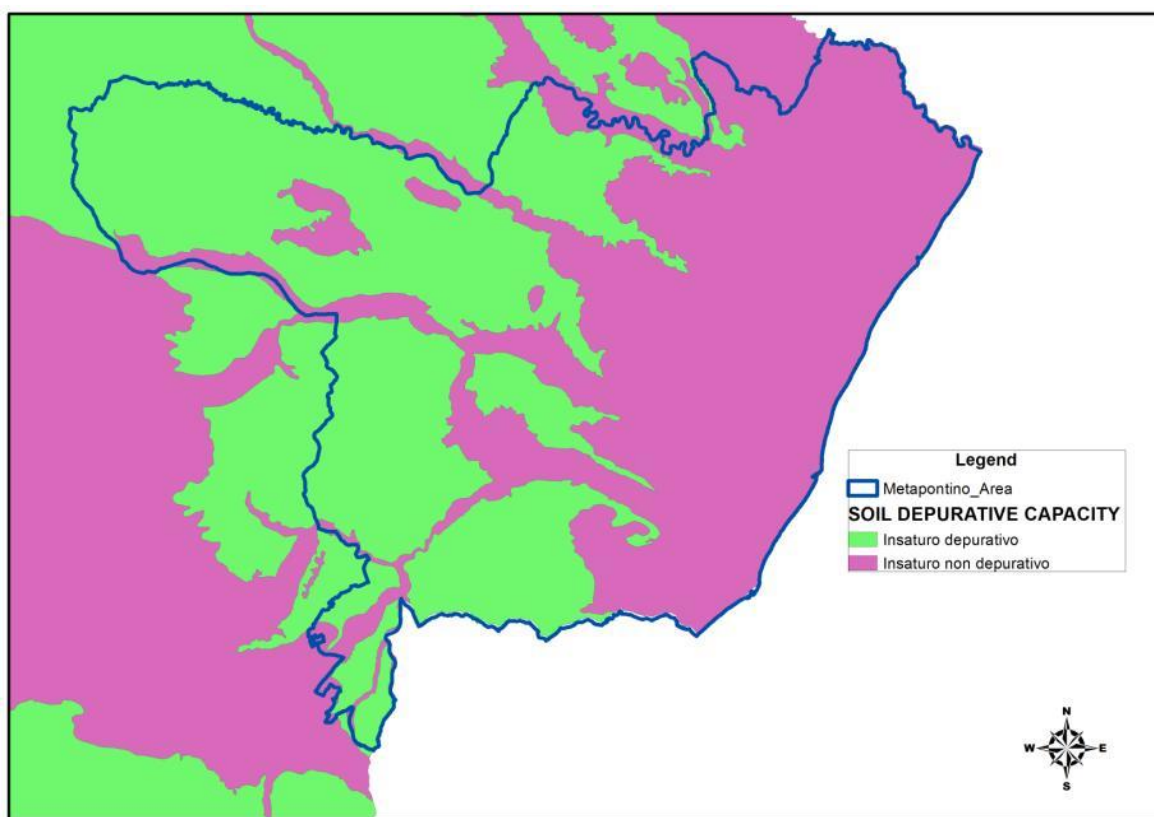 Legend
Metapontino_Area
SOIL DEPURATIVE CAPACITY
Insaturo depurativo
Insaturo non depurativo
N
W E
S